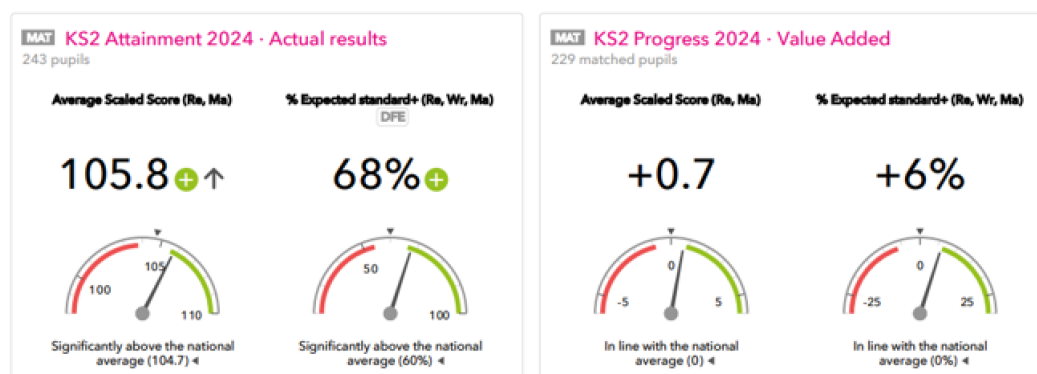 MAT KS2 Attainment 2024 · Actual results
243 pupils
Average Scaled Score (Re, Ma)
% Expected standard+ (Re, Wr, Ma)
DFE
105.8
68%
100
105
110
50
100
Significantly above the national
average (104.7)
Significantly above the national
average (60%)
MAT KS2 Progress 2024 · Value Added
229 matched pupils
Average Scaled Score (Re, Ma)
% Expected standard+ (Re, Wr, Ma)
+0.7
+6%
-5
0
5
-25
0
25
In line with the national
average (0)
In line with the national
average (0%)